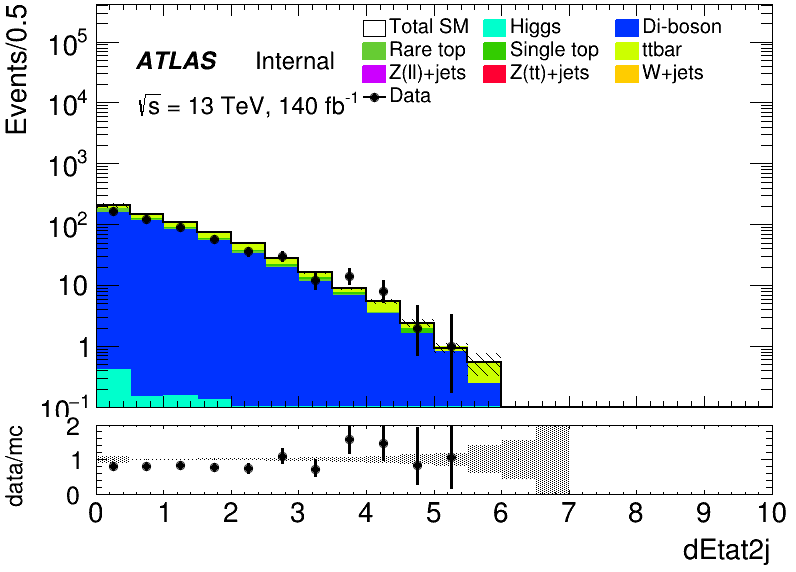 Events/0.5
10⁵
10⁴
10³
10²
10
1
10⁻¹
ATLAS Internal
√s = 13 TeV, 140 fb⁻¹
Total SM Higgs Di-boson
Rare top Single top ttbar
Z(ll)+jets Z(tt)+jets W+jets
Data
data/mc
2
1
0
0 1 2 3 4 5 6 7 8 9 10
dEtat2j